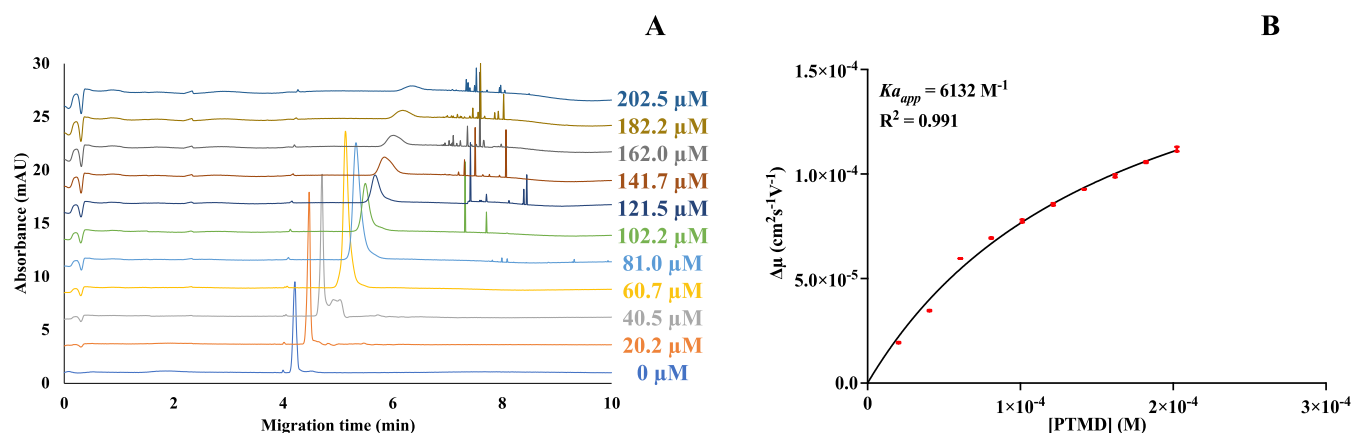 A
30
25
20
15
10
5
0
Absorbance (mAU)
202.5 µM
182.2 µM
162.0 µM
141.7 µM
121.5 µM
102.2 µM
81.0 µM
60.7 µM
40.5 µM
20.2 µM
0 µM
0 2 4 6 8 10
Migration time (min)
B
1.5×10⁻⁴
1.0×10⁻⁴
5.0×10⁻⁵
0.0
Δµ (cm²s⁻¹V⁻¹)
Kaₐₚₚ = 6132 M⁻¹
R² = 0.991
0 1×10⁻⁴ 2×10⁻⁴ 3×10⁻⁴
[PTMD] (M)